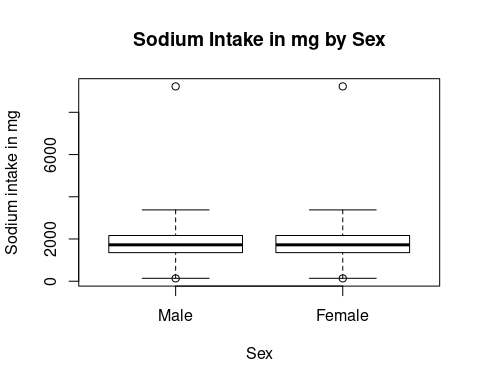 Sodium Intake in mg by Sex
Sodium intake in mg
6000
2000
0
Male Female
Sex